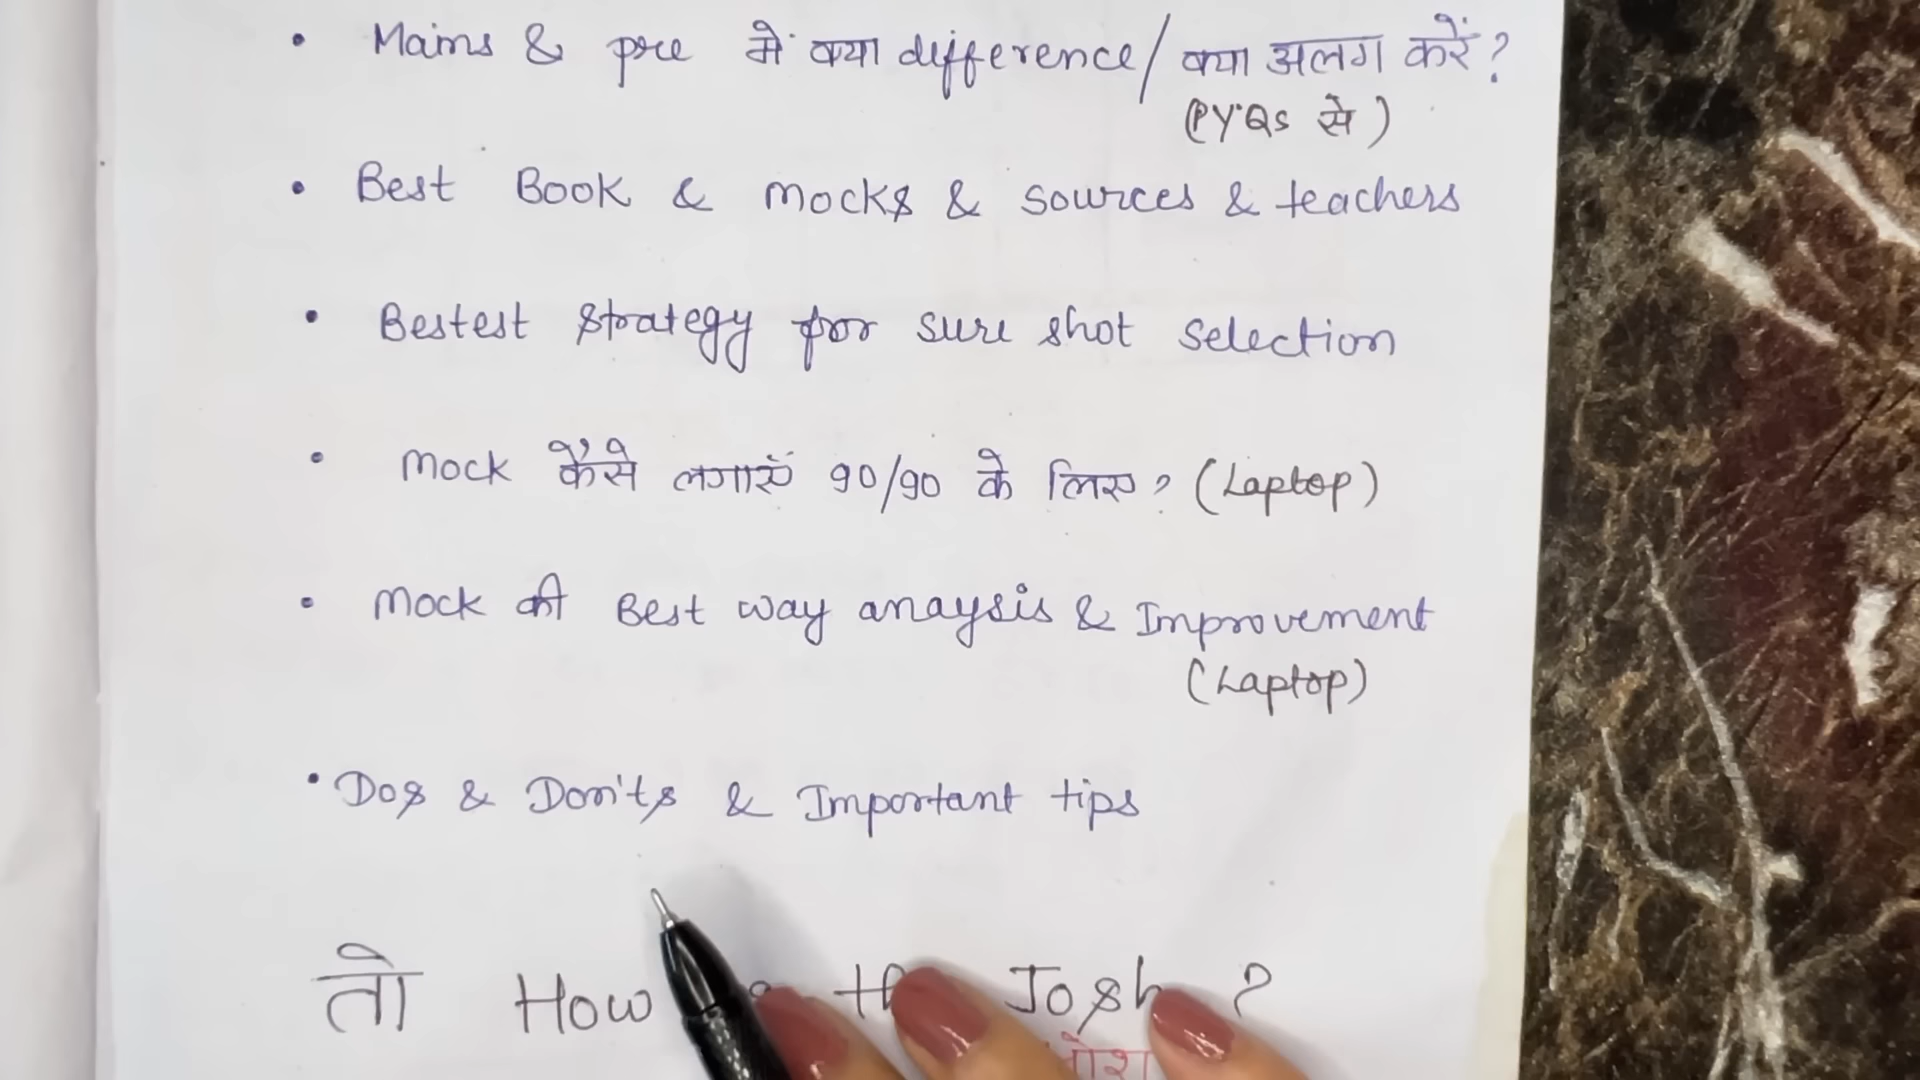 • Mains & pre में क्या difference/ क्या अलग करें?
(PYQs से)
• Best Book & mocks & sources & teachers
• Bestest strategy for sure shot selection
• Mock कैसे लगाएँ 90/90 के लिए? (Laptop)
• Mock की Best way anaysis & Improvement
(Laptop)
• Dos & Don'ts & Important tips
तो How Josh?